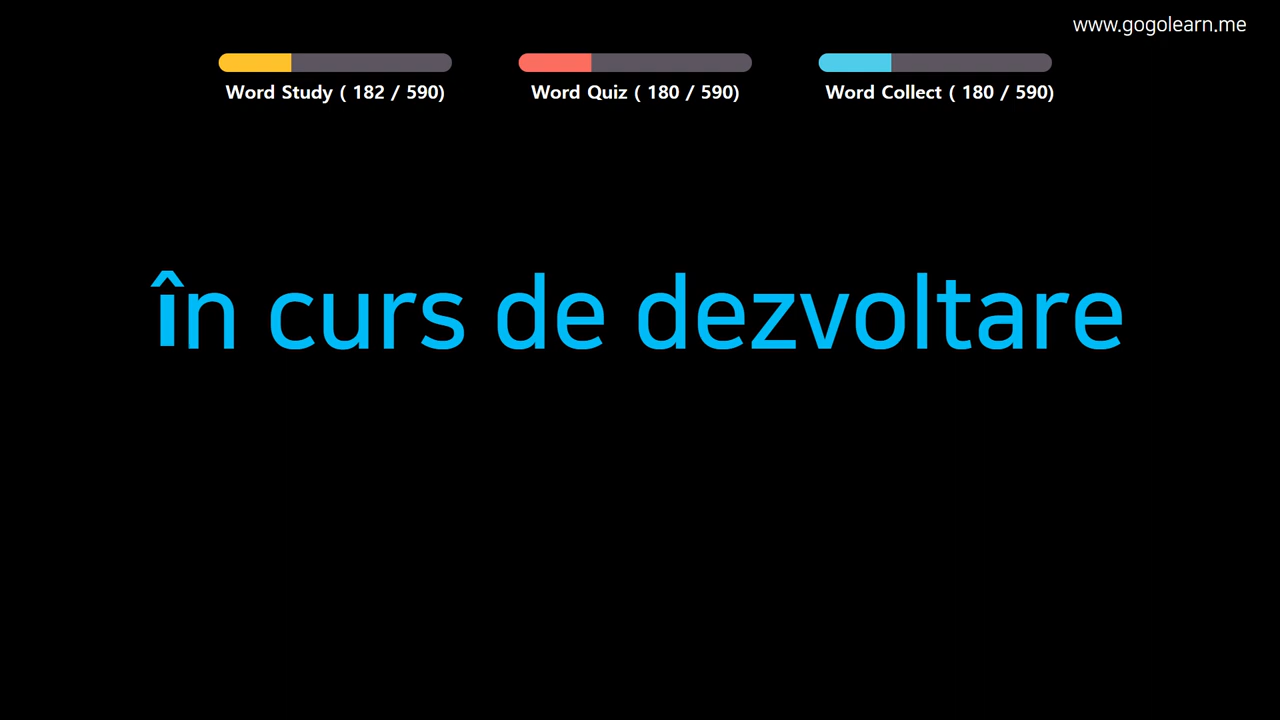 www.gogolearn.me
Word Study ( 182 / 590)
Word Quiz ( 180 / 590)
Word Collect ( 180 / 590)
în curs de dezvoltare